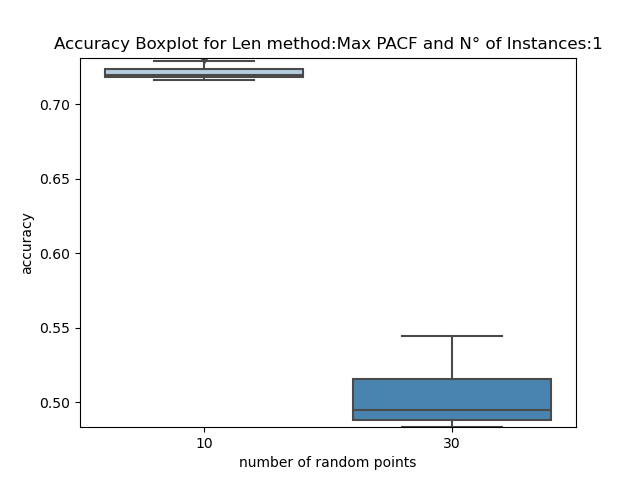 Accuracy Boxplot for Len method:Max PACF and N° of Instances:1
0.70
0.65
0.60
0.55
0.50
accuracy
10 30
number of random points